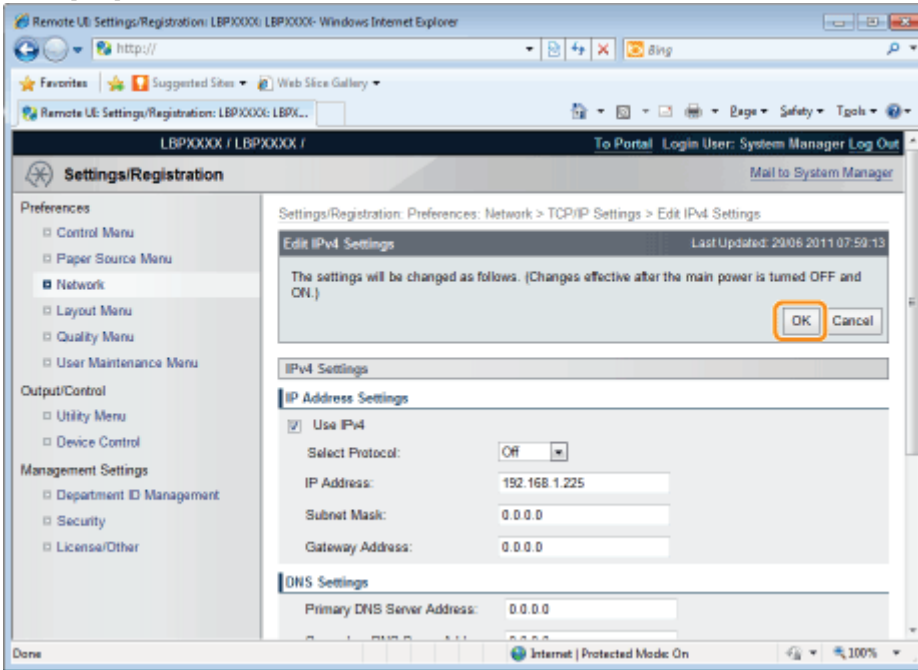 Remote UI: Settings/Registration: LBPXXXX: LBPXXXX- Windows Internet Explorer
http://
Bing
Favorites Suggested Sites Web Slice Gallery
Remote UI: Settings/Registration: LBPXXXX: LBPX... Page Safety Tools
LBPXXXX / LBPXXXX / To Portal Login User: System Manager Log Out
Settings/Registration Mail to System Manager
Preferences
Control Menu
Paper Source Menu
Network
Layout Menu
Quality Menu
User Maintenance Menu
Output/Control
Utility Menu
Device Control
Management Settings
Department ID Management
Security
License/Other
Settings/Registration: Preferences: Network > TCP/IP Settings > Edit IPv4 Settings
Edit IPv4 Settings Last Updated: 29/06 2011 07:59:13
The settings will be changed as follows. (Changes effective after the main power is turned OFF and
ON.)
OK Cancel
IPv4 Settings
IP Address Settings
Use IPv4
Select Protocol: Off
IP Address: 192.168.1.225
Subnet Mask: 0.0.0.0
Gateway Address: 0.0.0.0
DNS Settings
Primary DNS Server Address: 0.0.0.0
Done Internet | Protected Mode: On 100%